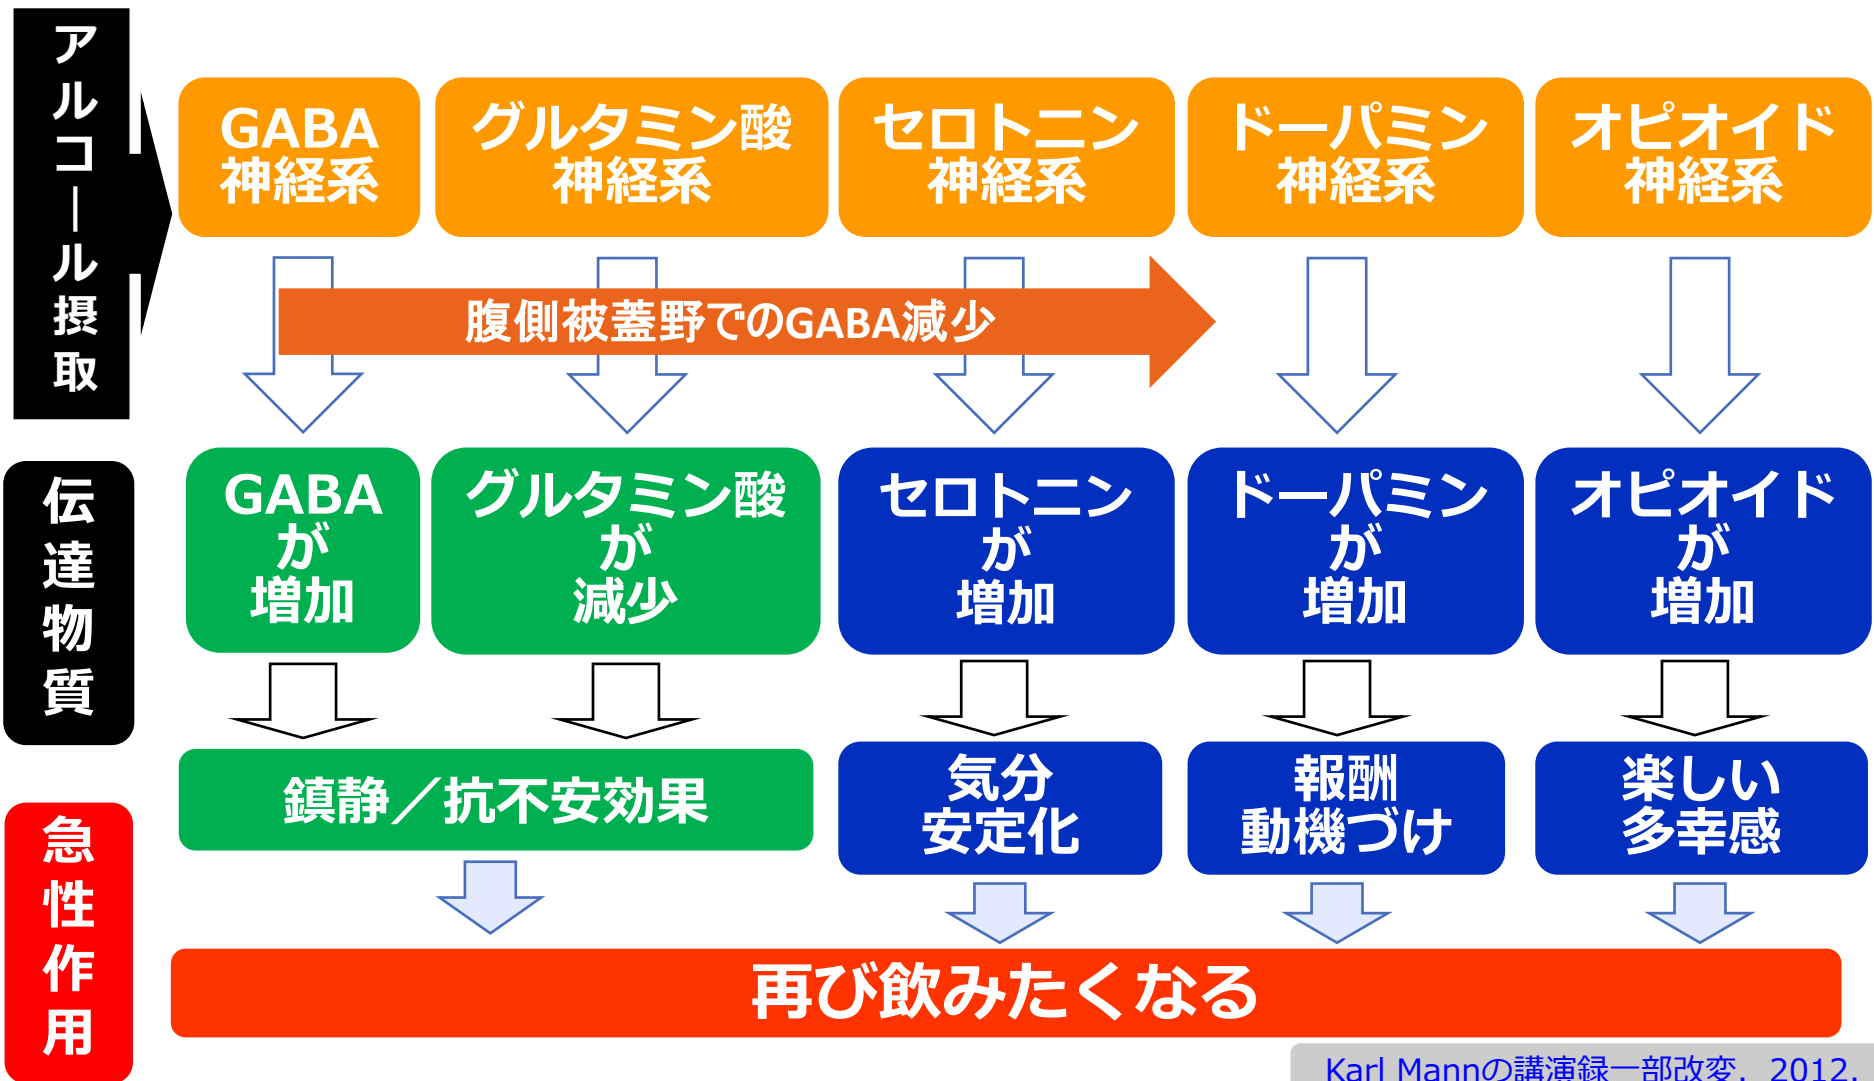 アルコール摂取
GABA
神経系
グルタミン酸
神経系
セロトニン
神経系
ドーパミン
神経系
オピオイド
神経系
腹側被蓋野でのGABA減少
伝達物質
GABA
が
増加
グルタミン酸
が
減少
セロトニン
が
増加
ドーパミン
が
増加
オピオイド
が
増加
急性作用
鎮静／抗不安効果
気分
安定化
報酬
動機づけ
楽しい
多幸感
再び飲みたくなる
Karl Mannの講演録一部改変．2012.